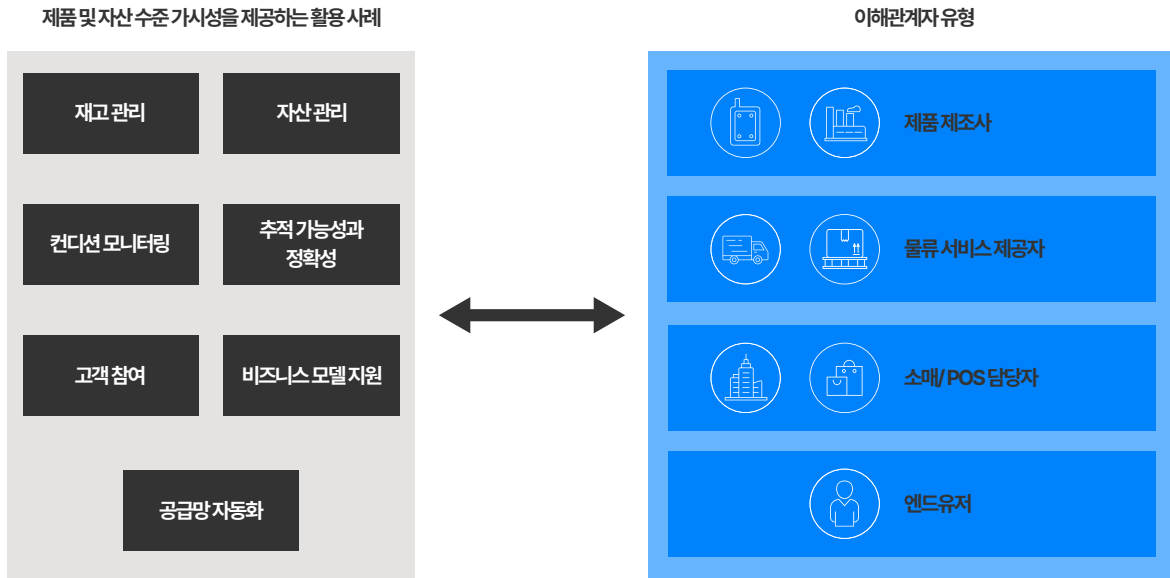 제품 및 자산 수준 가시성을 제공하는 활용 사례
재고 관리
자산 관리
컨디션 모니터링
추적 가능성과
정확성
고객 참여
비즈니스 모델 지원
공급망 자동화
이해관계자 유형
제품 제조사
물류 서비스 제공자
소매/ POS 담당자
엔드유저